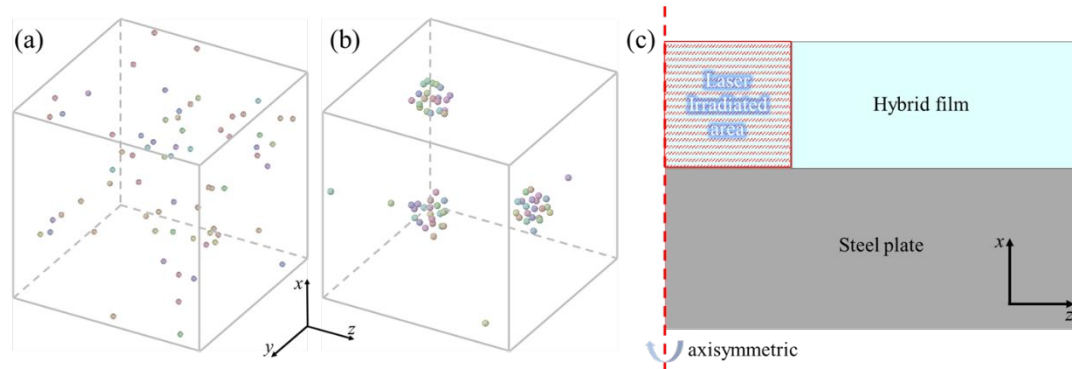 (a)
(b)
(c)
x
y
z
Laser
Irradiated
area
Hybrid film
Steel plate
x
z
axisymmetric